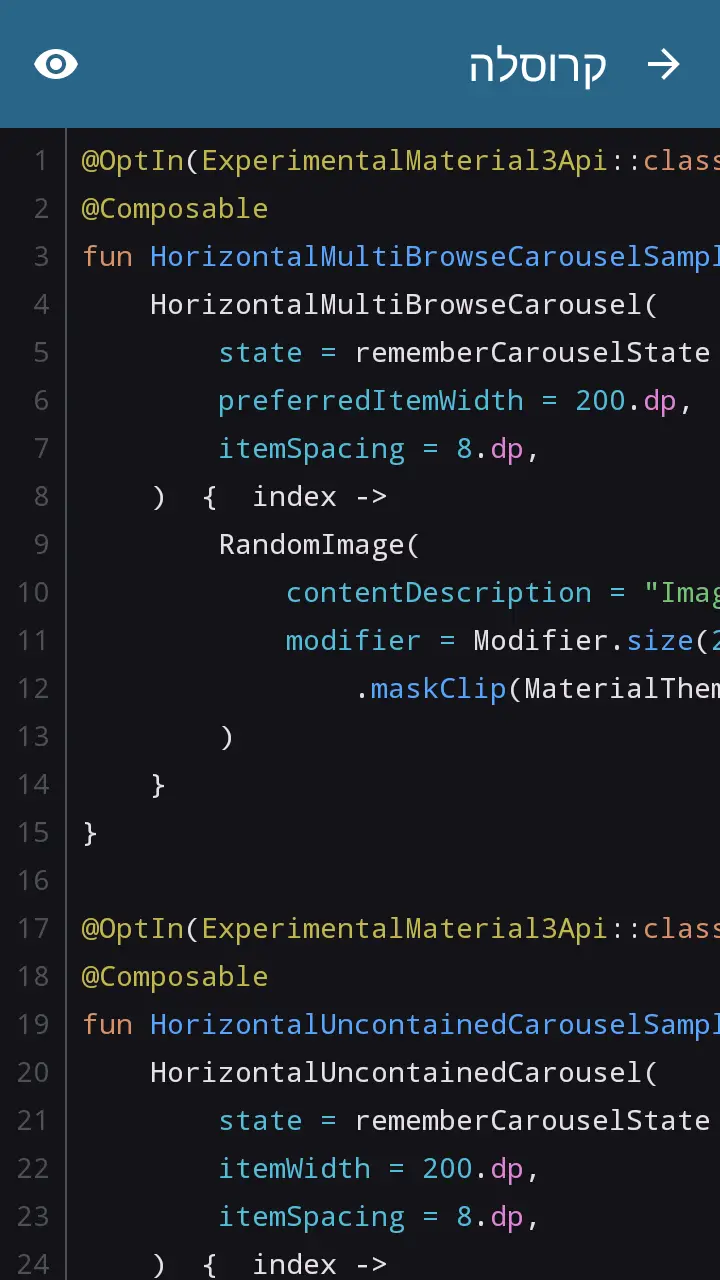 קרוסלה
1 @OptIn(ExperimentalMaterial3Api::class
2 @Composable
3 fun HorizontalMultiBrowseCarouselSampl
4 HorizontalMultiBrowseCarousel(
5 state = rememberCarouselState
6 preferredItemWidth = 200.dp,
7 itemSpacing = 8.dp,
8 ) { index ->
9 RandomImage(
10 contentDescription = "Imag
11 modifier = Modifier.size(2
12 .maskClip(MaterialThem
13 )
14 }
15 }
16
17 @OptIn(ExperimentalMaterial3Api::class
18 @Composable
19 fun HorizontalUncontainedCarouselSampl
20 HorizontalUncontainedCarousel(
21 state = rememberCarouselState
22 itemWidth = 200.dp,
23 itemSpacing = 8.dp,
24 ) { index ->